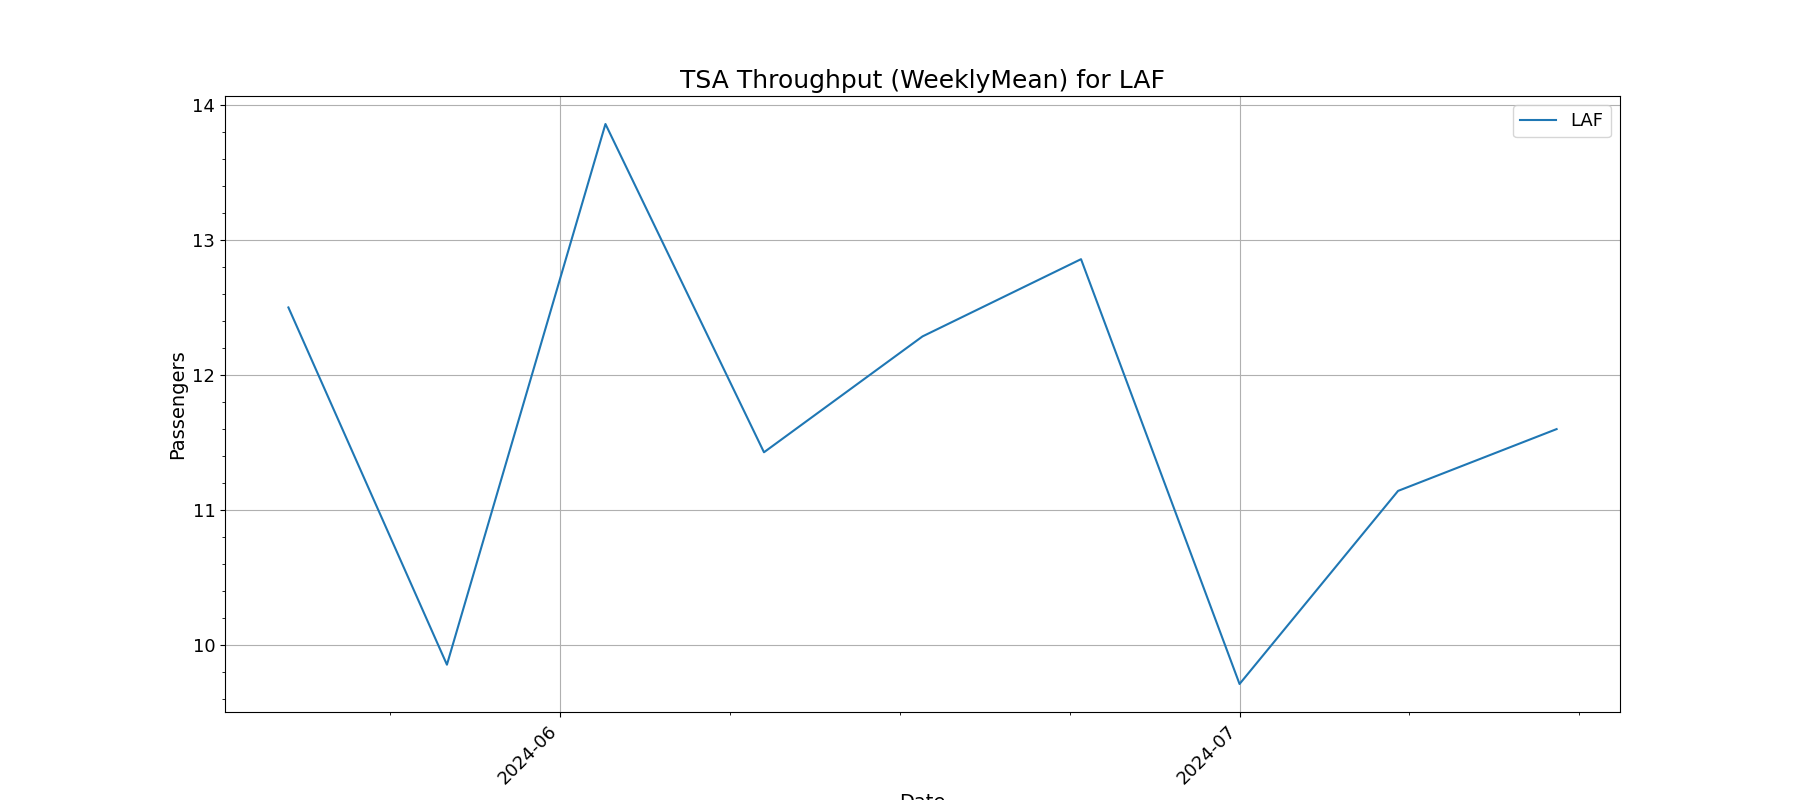 TSA Throughput (WeeklyMean) for LAF
LAF
Passengers
14
13
12
11
10
2024-06
2024-07
Date